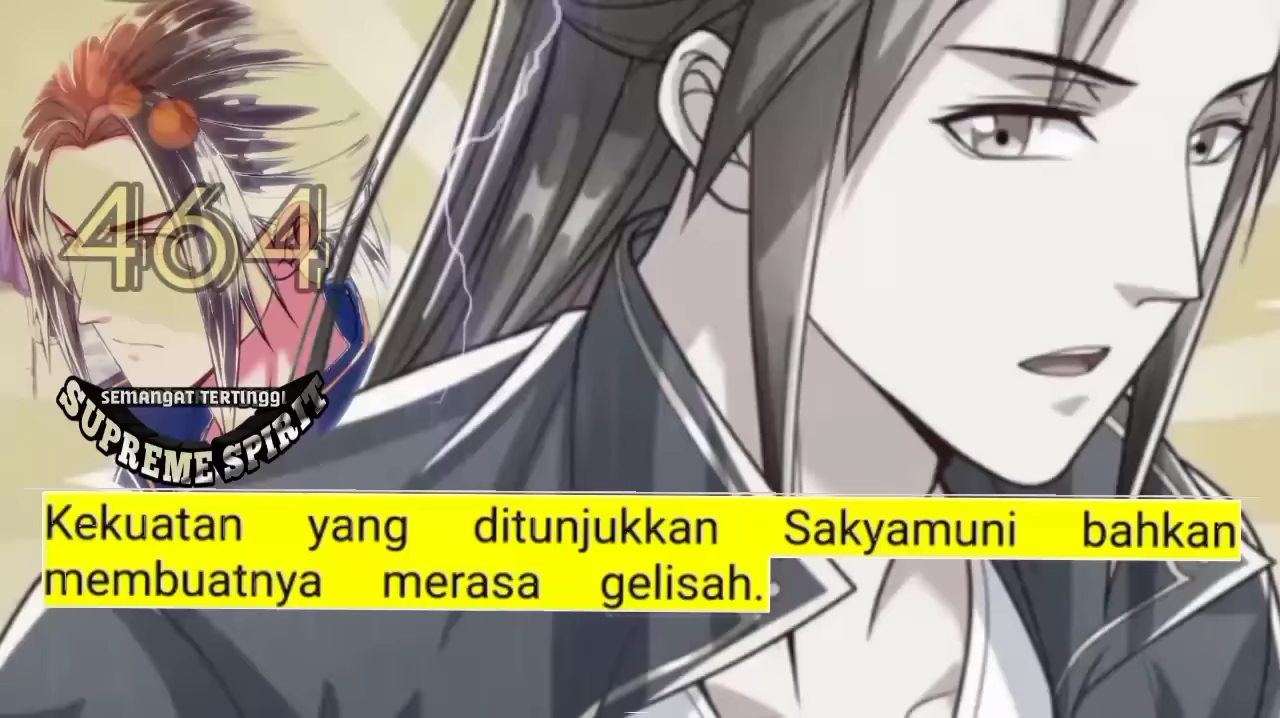 464
SEMANGAT TERTINGGI
SUPREME SPIRIT
Kekuatan yang ditunjukkan Sakyamuni bahkan
membuatnya merasa gelisah.